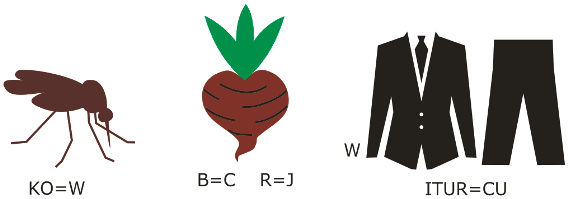 KO=W
B=C R=J
W
ITUR=CU